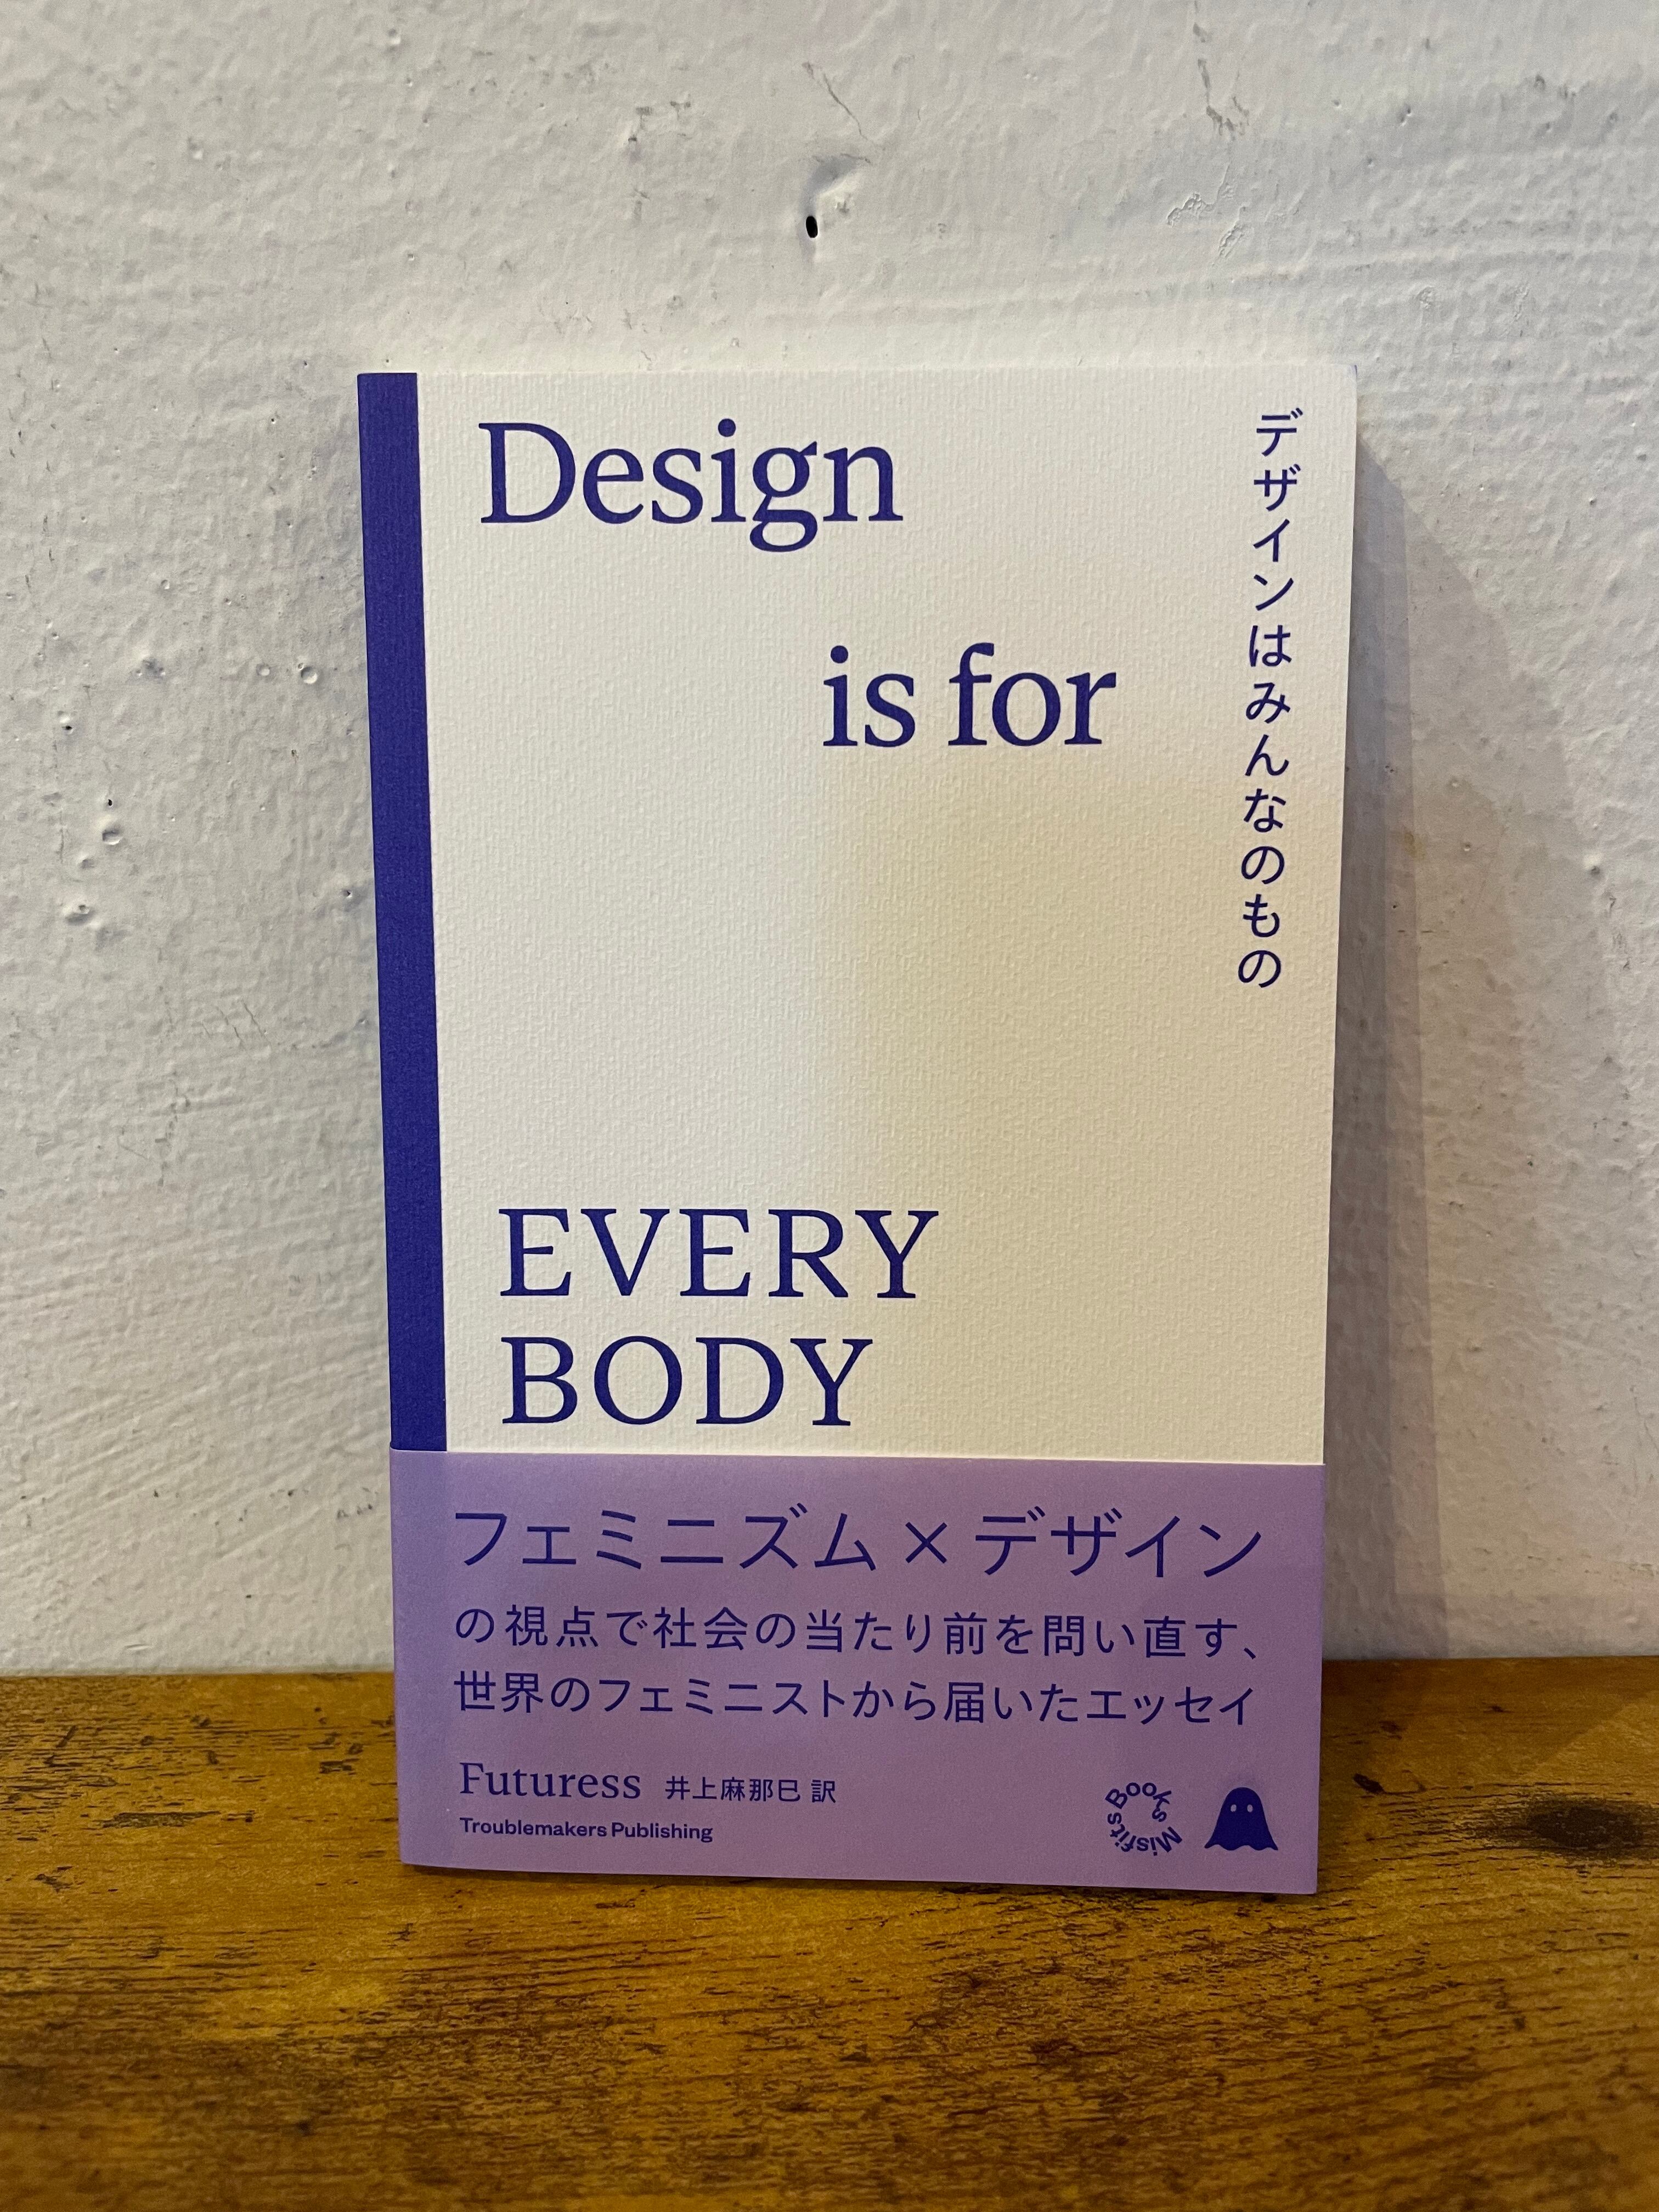 Design
is for
EVERY
BODY
デザインはみんなのもの
フェミニズム×デザイン
の視点で社会の当たり前を問い直す、
世界のフェミニストから届いたエッセイ
Futuress 井上麻那巳 訳
Troublemakers Publishing
Misfits Books